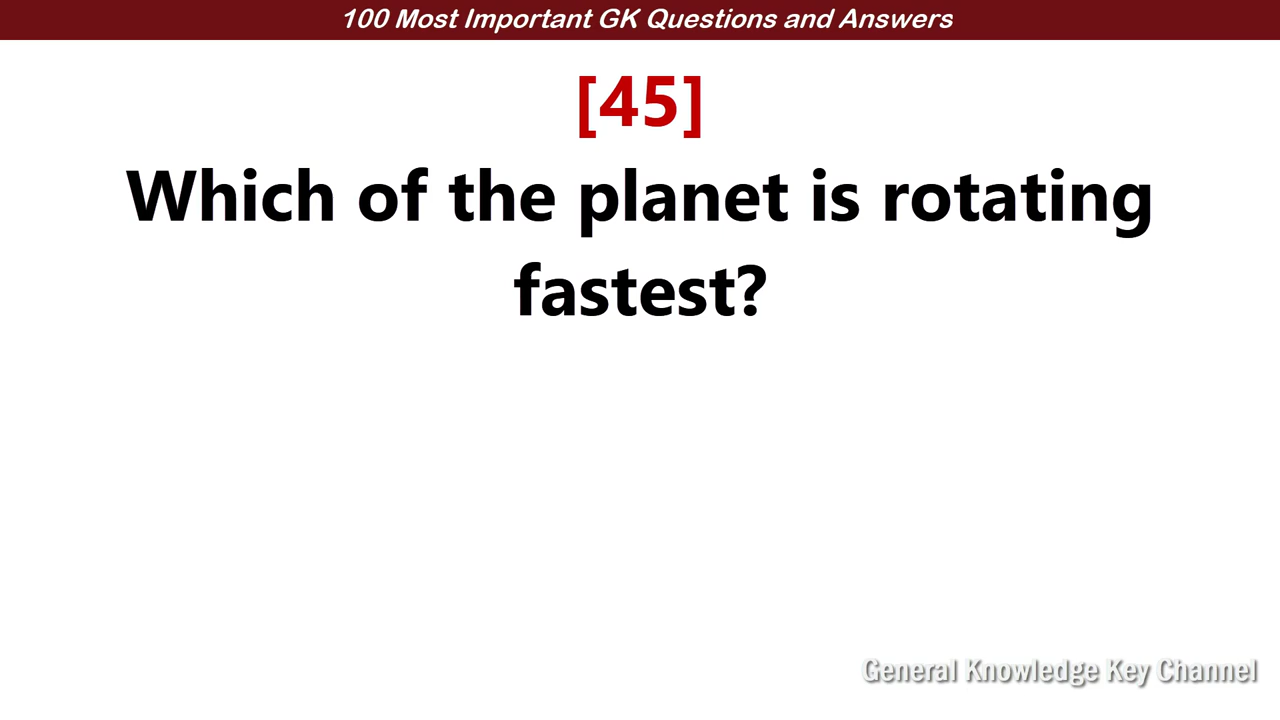 100 Most Important GK Questions and Answers
[45]
Which of the planet is rotating
fastest?
General Knowledge Key Channel